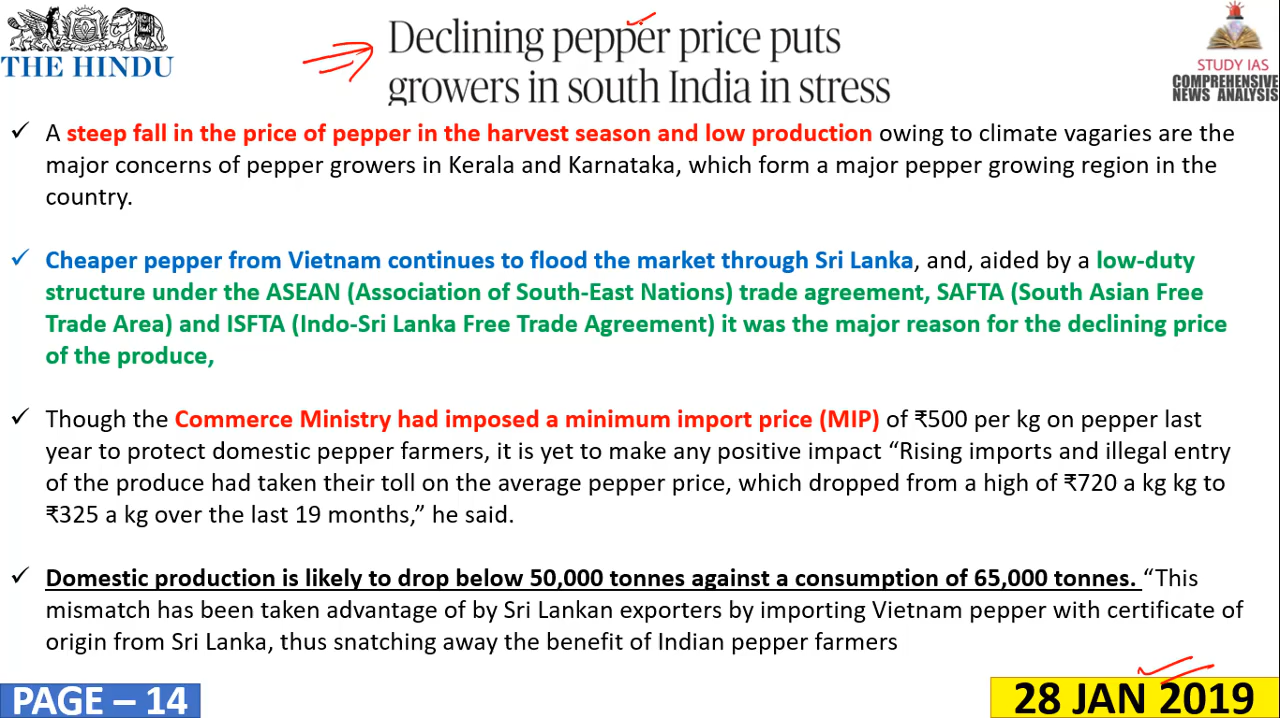 THE HINDU
Declining pepper price puts
growers in south India in stress
STUDY IAS
COMPREHENSIVE
NEWS ANALYSIS
✓ A steep fall in the price of pepper in the harvest season and low production owing to climate vagaries are the
major concerns of pepper growers in Kerala and Karnataka, which form a major pepper growing region in the
country.
✓ Cheaper pepper from Vietnam continues to flood the market through Sri Lanka, and, aided by a low-duty
structure under the ASEAN (Association of South-East Nations) trade agreement, SAFTA (South Asian Free
Trade Area) and ISFTA (Indo-Sri Lanka Free Trade Agreement) it was the major reason for the declining price
of the produce,
✓ Though the Commerce Ministry had imposed a minimum import price (MIP) of ₹500 per kg on pepper last
year to protect domestic pepper farmers, it is yet to make any positive impact “Rising imports and illegal entry
of the produce had taken their toll on the average pepper price, which dropped from a high of ₹720 a kg kg to
₹325 a kg over the last 19 months,” he said.
✓ Domestic production is likely to drop below 50,000 tonnes against a consumption of 65,000 tonnes. “This
mismatch has been taken advantage of by Sri Lankan exporters by importing Vietnam pepper with certificate of
origin from Sri Lanka, thus snatching away the benefit of Indian pepper farmers
PAGE – 14
28 JAN 2019